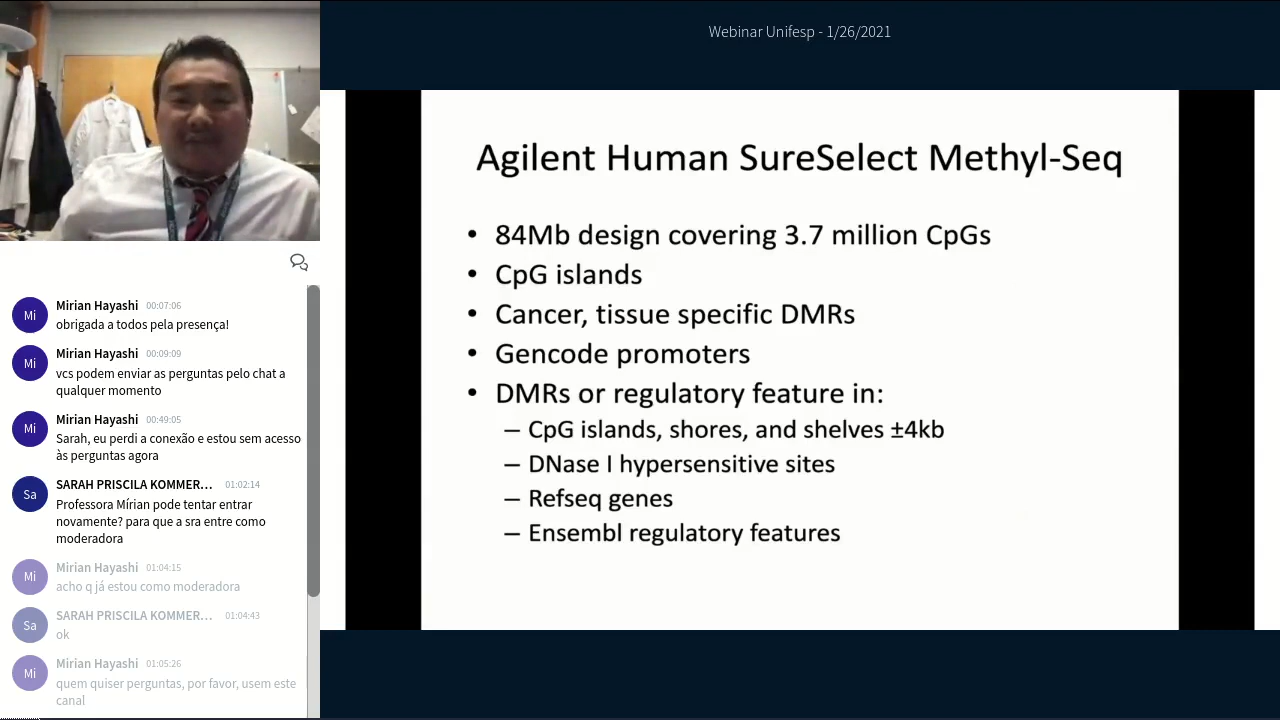 Webinar Unifesp - 1/26/2021
Agilent Human SureSelect Methyl-Seq
• 84Mb design covering 3.7 million CpGs
• CpG islands
• Cancer, tissue specific DMRs
• Gencode promoters
• DMRs or regulatory feature in:
– CpG islands, shores, and shelves ±4kb
– DNase I hypersensitive sites
– Refseq genes
– Ensembl regulatory features
Mi
Mirian Hayashi 00:07:06
obrigada a todos pela presença!
Mi
Mirian Hayashi 00:09:09
vcs podem enviar as perguntas pelo chat a
qualquer momento
Mi
Mirian Hayashi 00:49:05
Sarah, eu perdi a conexão e estou sem acesso
às perguntas agora
Sa
SARAH PRISCILA KOMMER... 01:02:14
Professora Mírian pode tentar entrar
novamente? para que a sra entre como
moderadora
Mi
Mirian Hayashi 01:04:15
acho q já estou como moderadora
Sa
SARAH PRISCILA KOMMER... 01:04:43
ok
Mi
Mirian Hayashi 01:05:26
quem quiser perguntas, por favor, usem este
canal